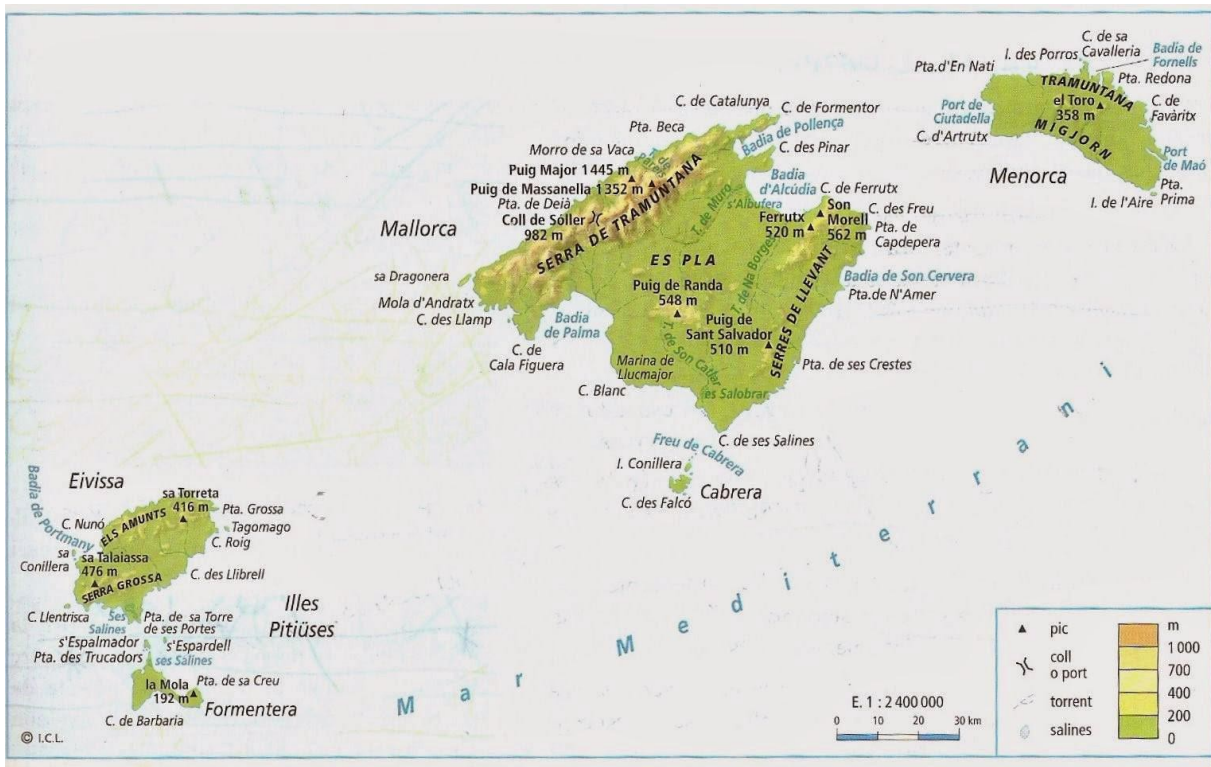 C. de sa
Cavalleria
I. des Porros
Badia de
Fornells
Pta.d'En Nati
Pta. Redona
TRAMUNTANA
el Toro
358 m
C. de
Favàritx
Port de
Ciutadella
MIGJORN
C. d'Artrutx
Port
de Maó
Menorca
Pta.
Prima
I. de l'Aire
C. de Catalunya
C. de Formentor
Pta. Beca
Badia de Pollença
C. des Pinar
Morro de sa Vaca
T. de
Pareis
Puig Major 1 445 m
Puig de Massanella 1 352 m
Badia
d'Alcúdia
s'Albufera
C. de Ferrutx
Pta. de Deià
Coll de Sóller
982 m
SERRA DE TRAMUNTANA
T. de Muro
Ferrutx
520 m
Son
Morell
562 m
C. des Freu
Pta. de
Capdepera
Mallorca
ES PLA
T. de Na Borges
SERRES DE LLEVANT
Badia de Son Cervera
Pta.de N'Amer
sa Dragonera
Puig de Randa
548 m
Mola d'Andratx
C. des Llamp
Badia
de Palma
Puig de
Sant Salvador
510 m
C. de
Cala Figuera
T. de Son Catlar
Marina de
Llucmajor
Pta. de ses Crestes
C. Blanc
es Salobrar
C. de ses Salines
Freu de Cabrera
I. Conillera
Cabrera
C. des Falcó
Eivissa
Badia de Portmany
sa Torreta
416 m
Pta. Grossa
C. Nunó
ELS AMUNTS
Tagomago
C. Roig
sa
Conillera
sa Talaiassa
476 m
SERRA GROSSA
C. des Llibrell
C. Llentrisca
Ses
Salines
Pta. de sa Torre
de ses Portes
Illes
Pitiüses
s'Espalmador
s'Espardell
Pta. des Trucadors
ses Salines
la Mola
192 m
Pta. de sa Creu
Formentera
C. de Barbaria
Mar Mediterrani
E. 1 : 2 400 000
0 10 20 30 km
pic
coll
o port
torrent
salines
m
1 000
700
400
200
0
© I.C.L.